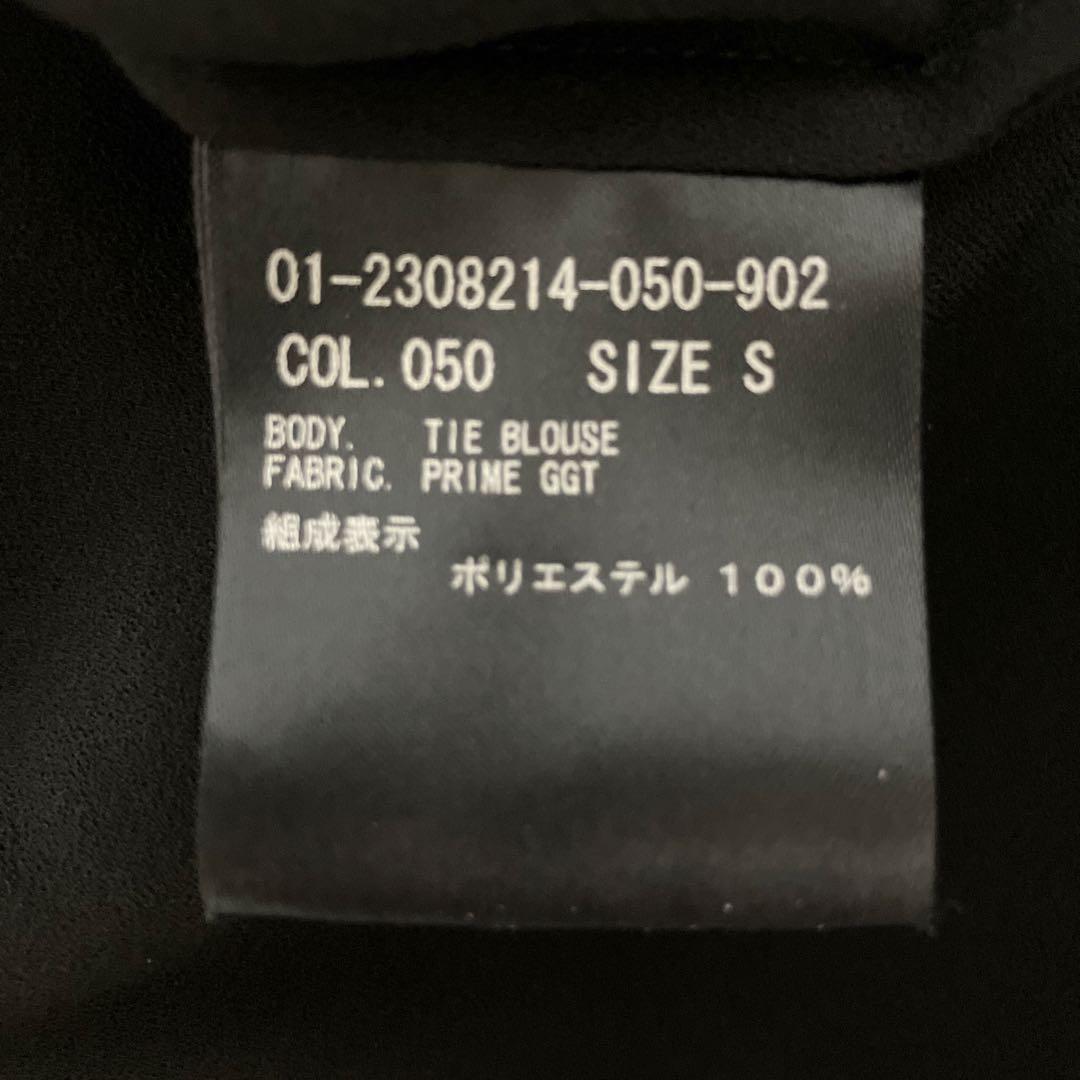 01-2308214-050-902
COL. 050 SIZE S
BODY. TIE BLOUSE
FABRIC. PRIME GGT
組成表示
ポリエステル 100%